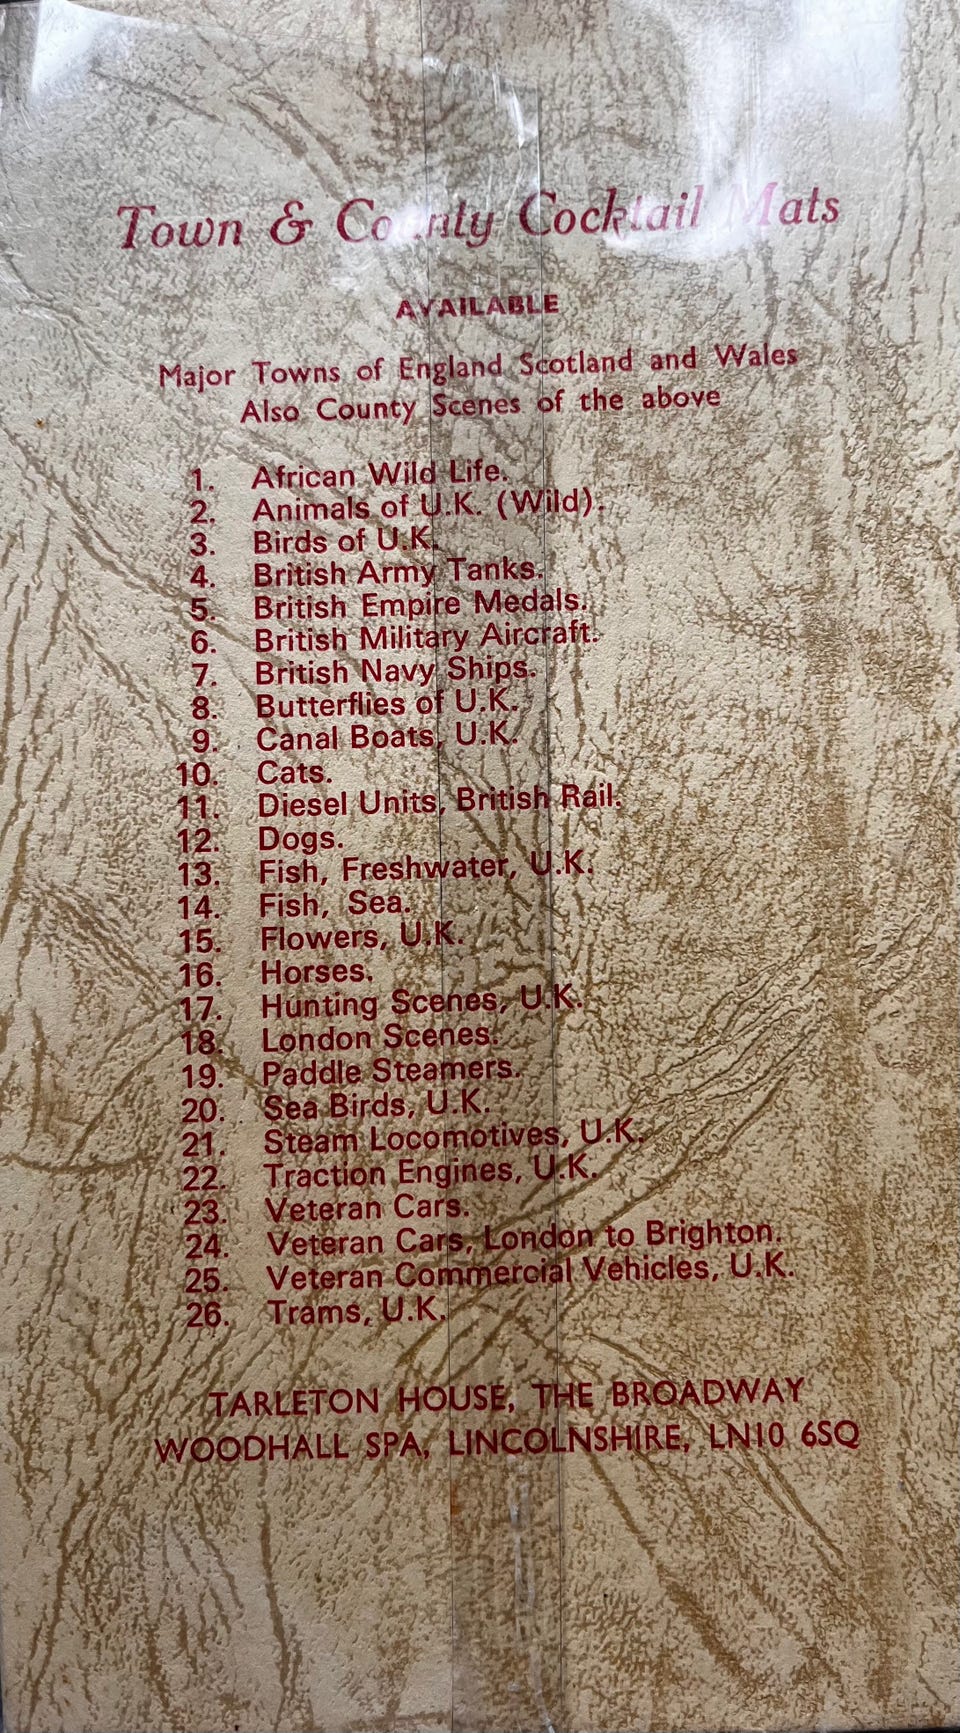 Town & County Cocktail Mats
AVAILABLE
Major Towns of England Scotland and Wales
Also County Scenes of the above
1. African Wild Life.
2. Animals of U.K. (Wild).
3. Birds of U.K.
4. British Army Tanks.
5. British Empire Medals.
6. British Military Aircraft.
7. British Navy Ships.
8. Butterflies of U.K.
9. Canal Boats, U.K.
10. Cats.
11. Diesel Units, British Rail.
12. Dogs.
13. Fish, Freshwater, U.K.
14. Fish, Sea.
15. Flowers, U.K.
16. Horses.
17. Hunting Scenes, U.K.
18. London Scenes.
19. Paddle Steamers.
20. Sea Birds, U.K.
21. Steam Locomotives, U.K.
22. Traction Engines, U.K.
23. Veteran Cars.
24. Veteran Cars, London to Brighton.
25. Veteran Commercial Vehicles, U.K.
26. Trams, U.K.
TARLETON HOUSE, THE BROADWAY
WOODHALL SPA, LINCOLNSHIRE, LN10 6SQ